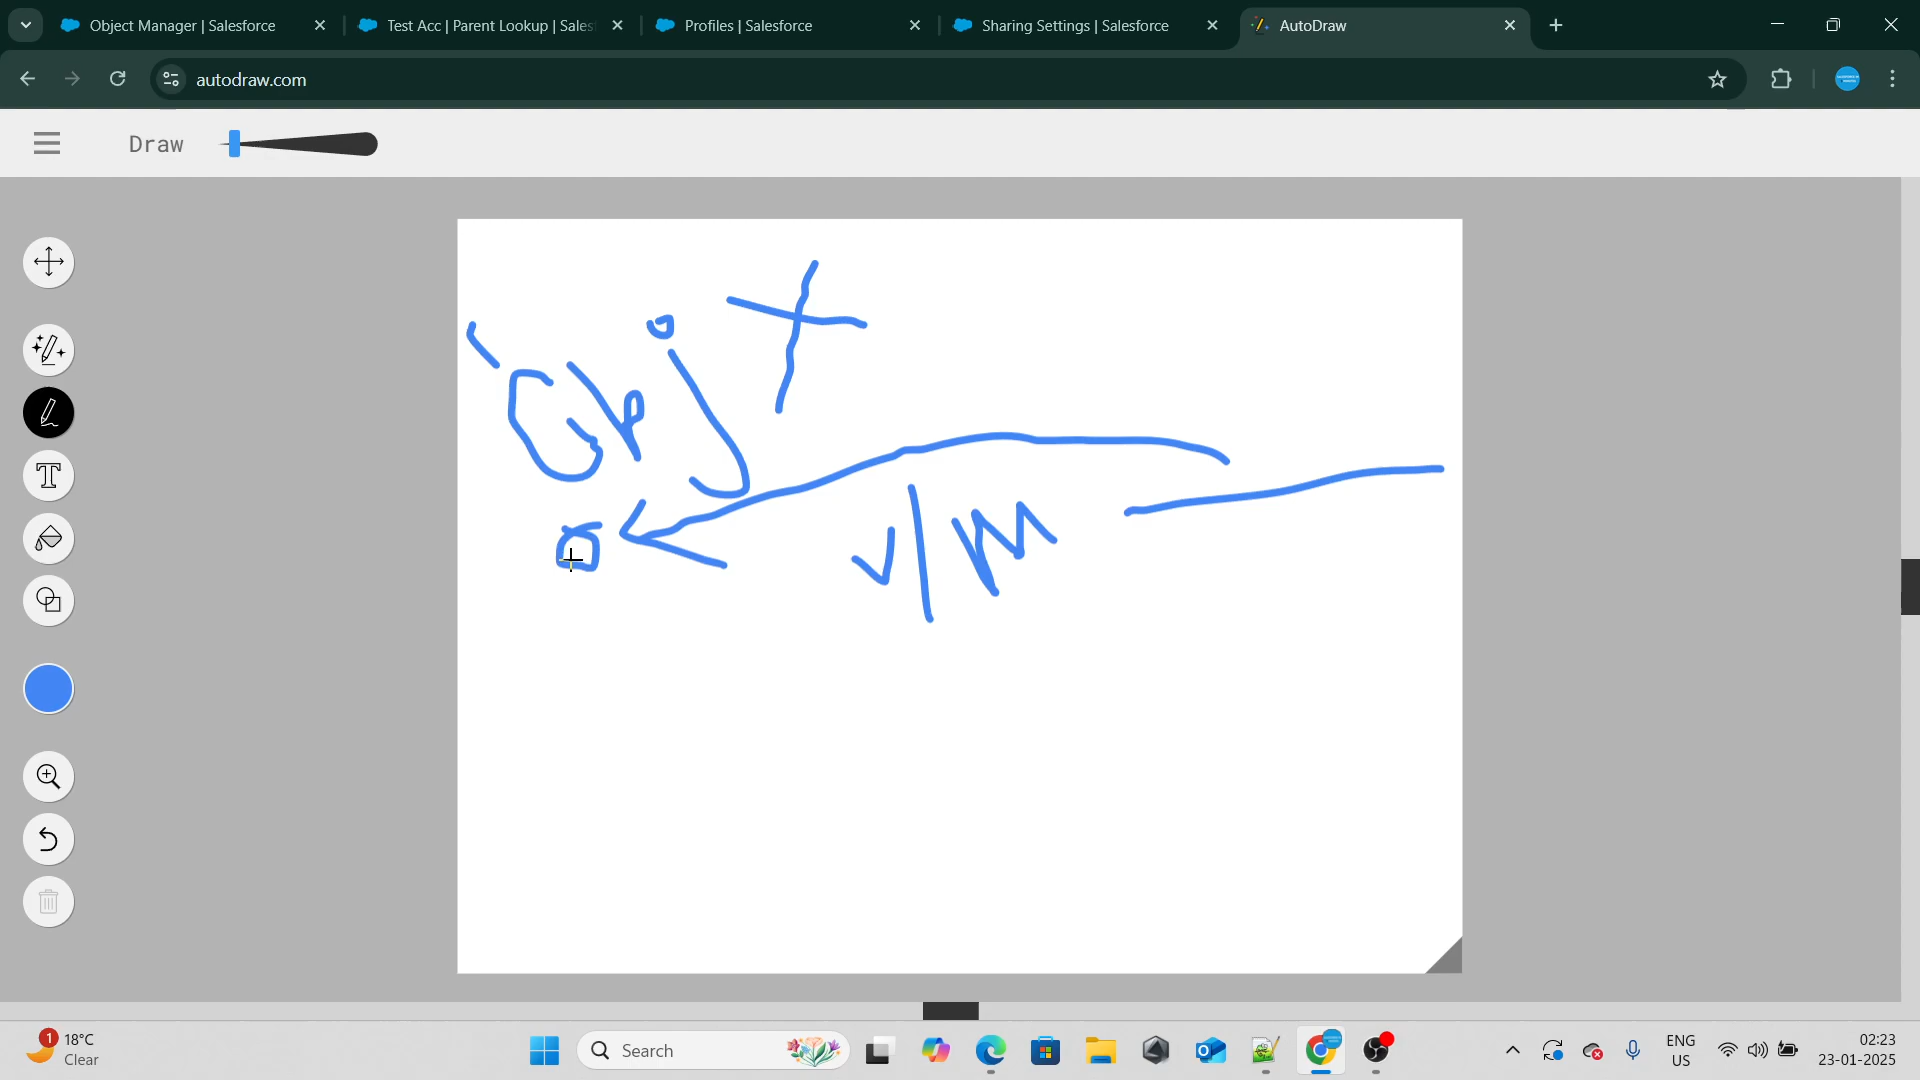 Object Manager | Salesforce
Test Acc | Parent Lookup | Sales
Profiles | Salesforce
Sharing Settings | Salesforce
AutoDraw
autodraw.com
Draw
V/M
1
18°C
Clear
Search
ENG
US
02:23
23-01-2025